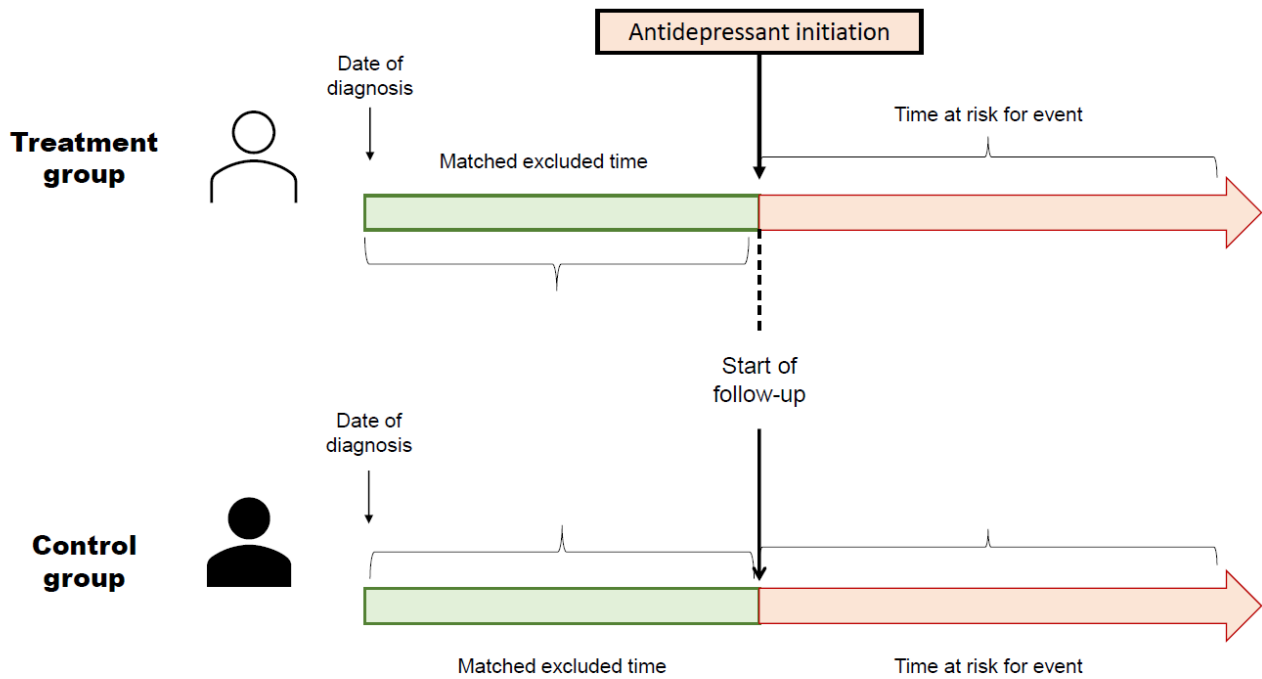 Antidepressant initiation
Date of
diagnosis
Time at risk for event
Treatment
group
Matched excluded time
Start of
follow-up
Date of
diagnosis
Control
group
Matched excluded time
Time at risk for event